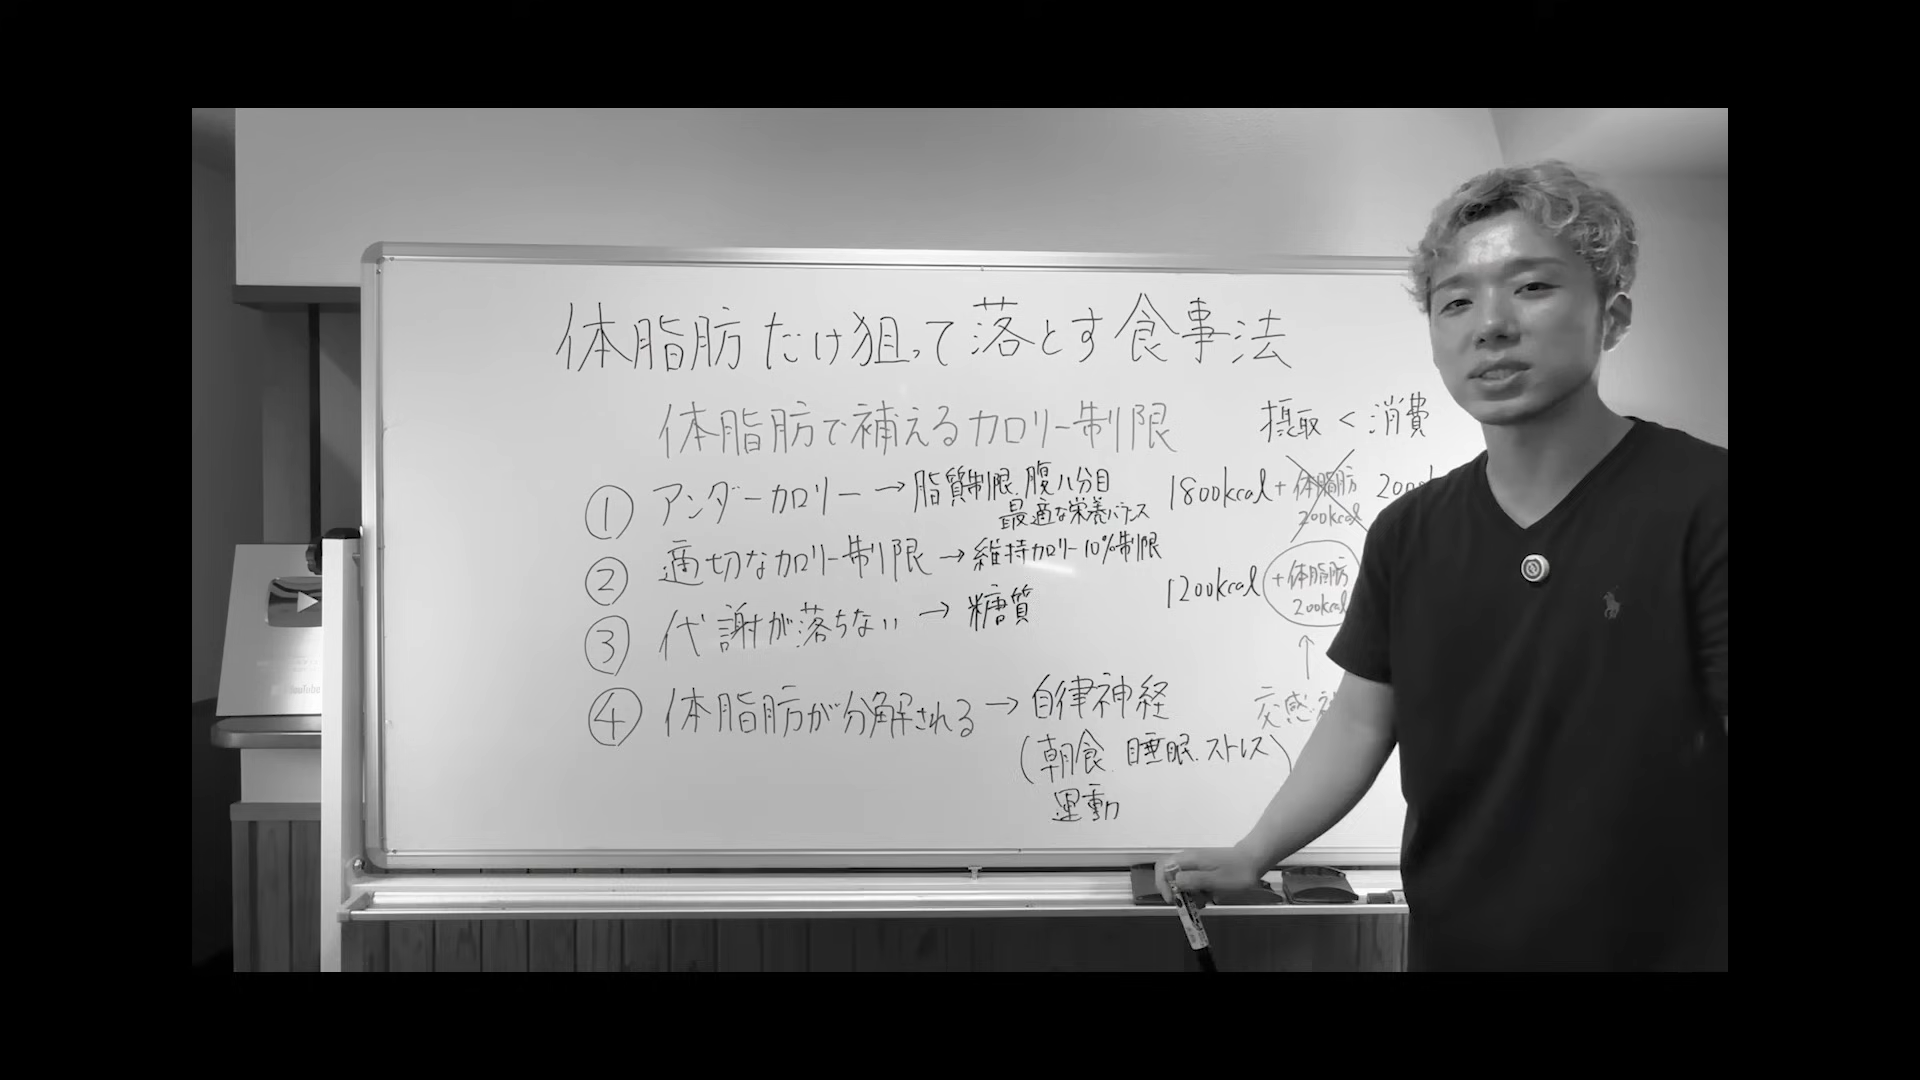 体脂肪だけ狙って落とす食事法
体脂肪で補えるカロリー制限
① アンダーカロリー → 脂質制限.腹八分目
最適な栄養バランス
② 適切なカロリー制限 → 維持カロリー10%制限
③ 代謝が落ちない → 糖質
④ 体脂肪が分解される → 自律神経
(朝食.睡眠.ストレス)
運動
摂取 < 消費
1800kcal + 体脂肪
200kcal
1200kcal + 体脂肪
200kcal
↑
交感
YouTube